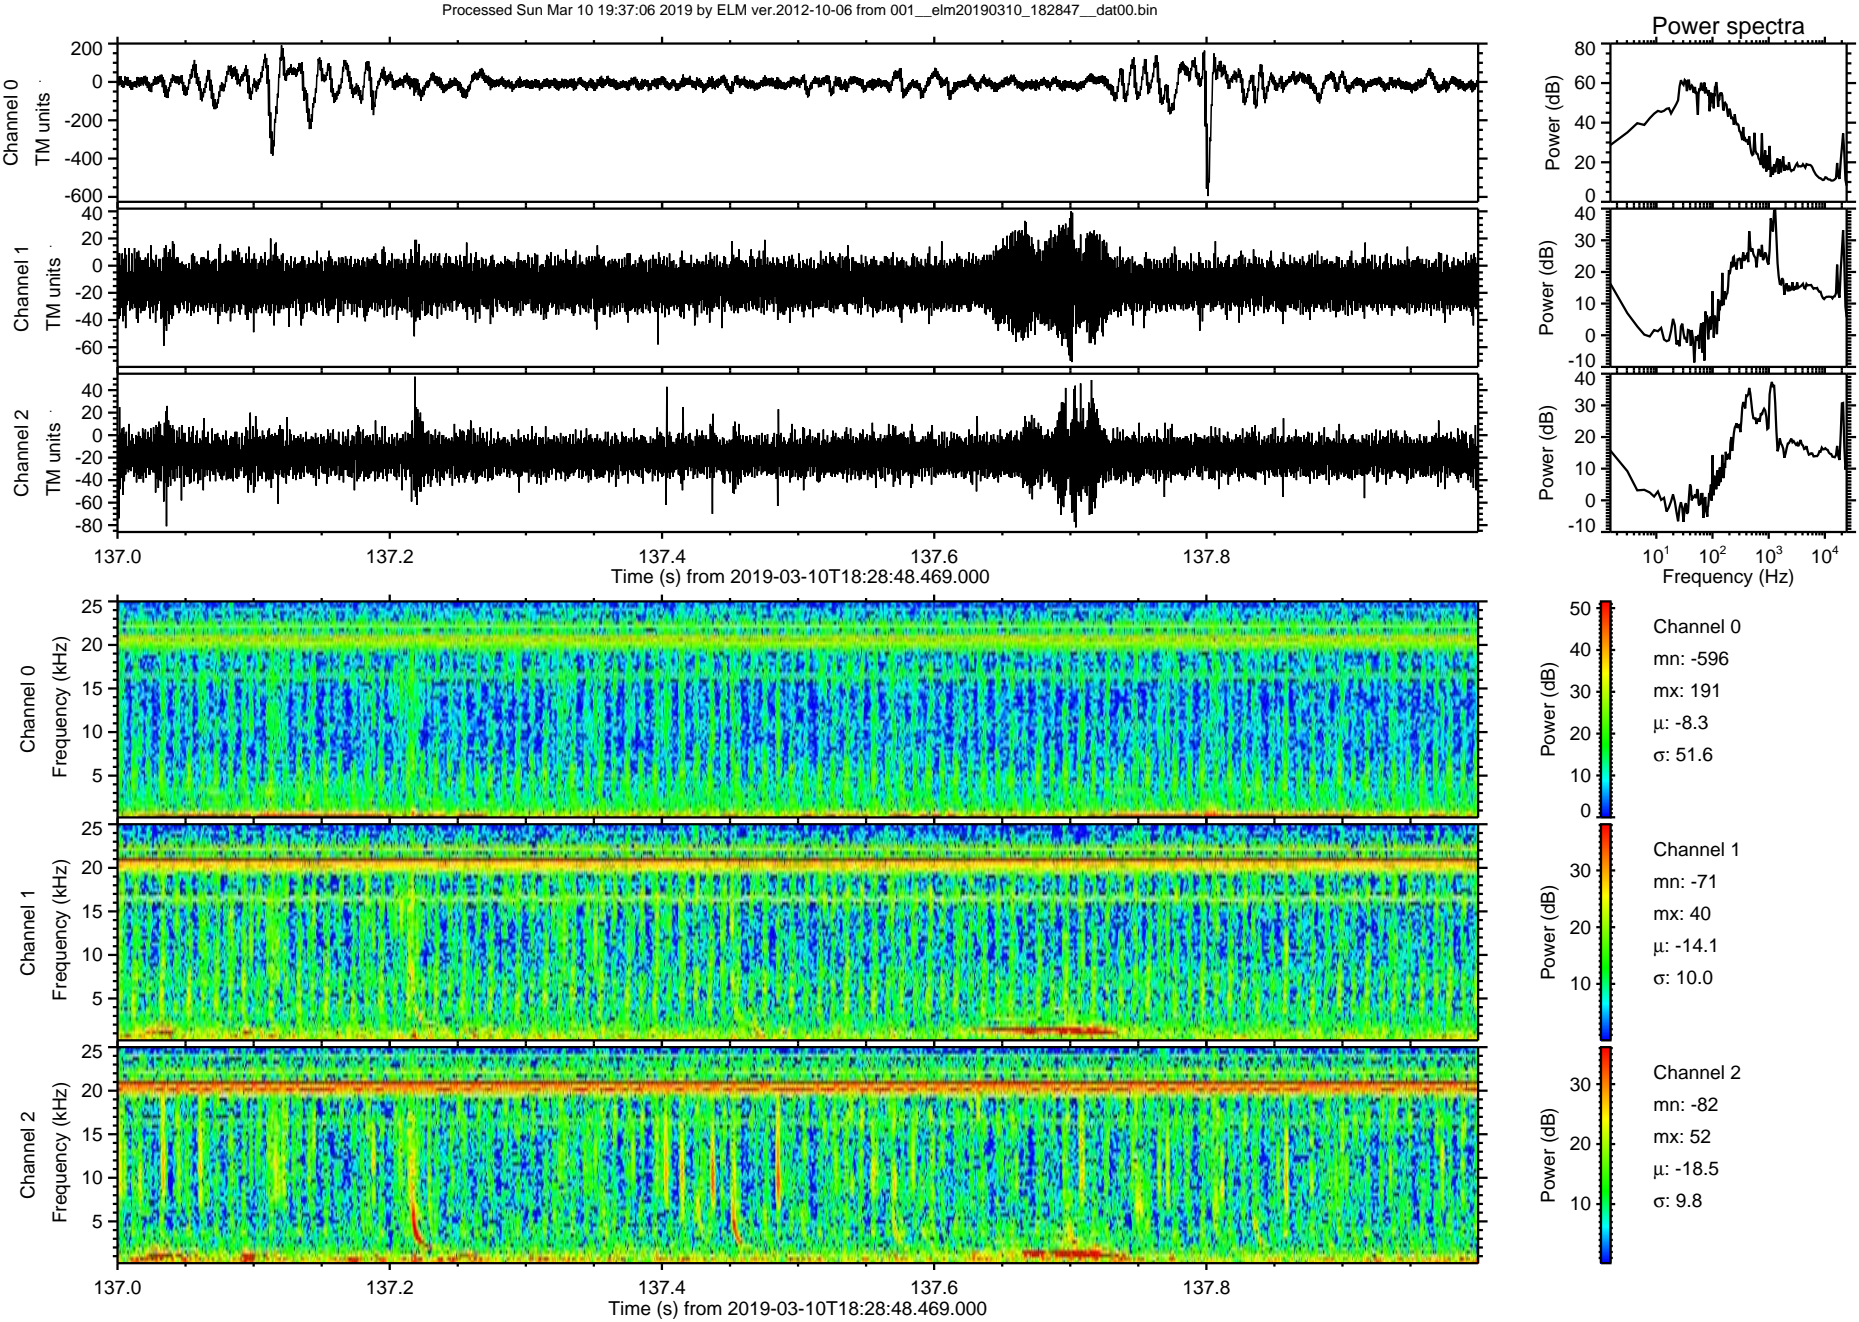 Processed Sun Mar 10 19:37:06 2019 by ELM ver.2012-10-06 from 001__elm20190310_182847__dat00.bin
Power spectra
Channel 0
TM units
200
0
-200
-400
-600
Power (dB)
80
60
40
20
0
Channel 1
TM units
40
20
0
-20
-40
-60
Power (dB)
40
30
20
10
0
-10
Channel 2
TM units
40
20
0
-20
-40
-60
-80
Power (dB)
40
30
20
10
0
-10
137.0 137.2 137.4 137.6 137.8
Time (s) from 2019-03-10T18:28:48.469.000
10¹ 10² 10³ 10⁴
Frequency (Hz)
Channel 0
Frequency (kHz)
25
20
15
10
5
Power (dB)
50
40
30
20
10
0
Channel 0
mn: -596
mx: 191
μ: -8.3
σ: 51.6
Channel 1
Frequency (kHz)
25
20
15
10
5
Power (dB)
30
20
10
Channel 1
mn: -71
mx: 40
μ: -14.1
σ: 10.0
Channel 2
Frequency (kHz)
25
20
15
10
5
Power (dB)
30
20
10
Channel 2
mn: -82
mx: 52
μ: -18.5
σ: 9.8
137.0 137.2 137.4 137.6 137.8
Time (s) from 2019-03-10T18:28:48.469.000